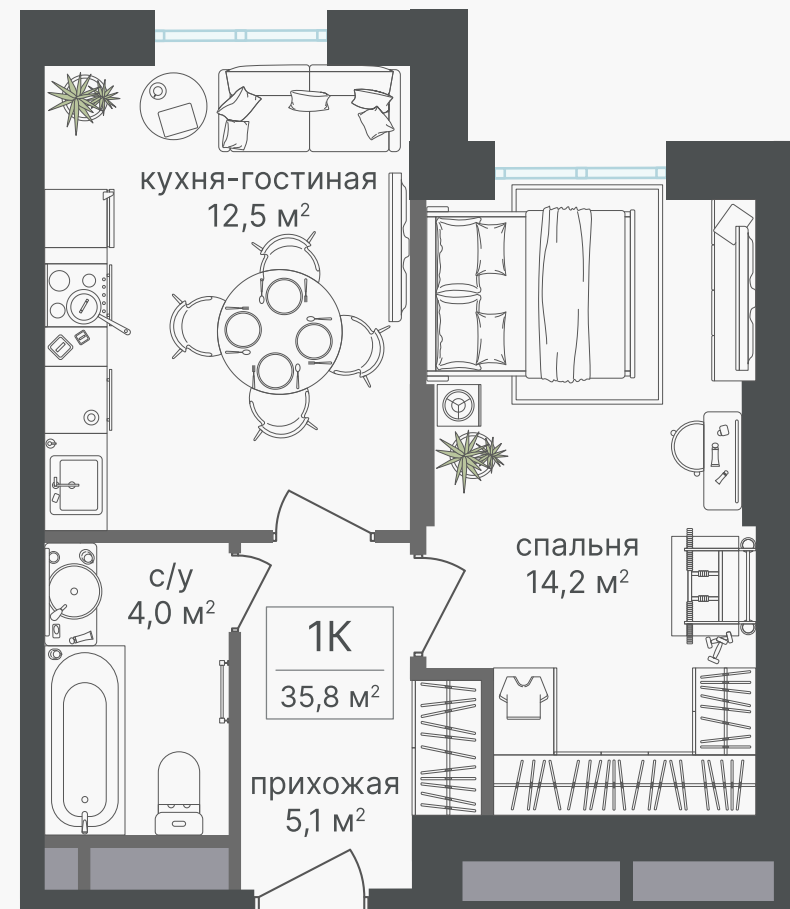 кухня-гостиная
12,5 м²
спальня
14,2 м²
с/у
4,0 м²
1К
35,8 м²
прихожая
5,1 м²